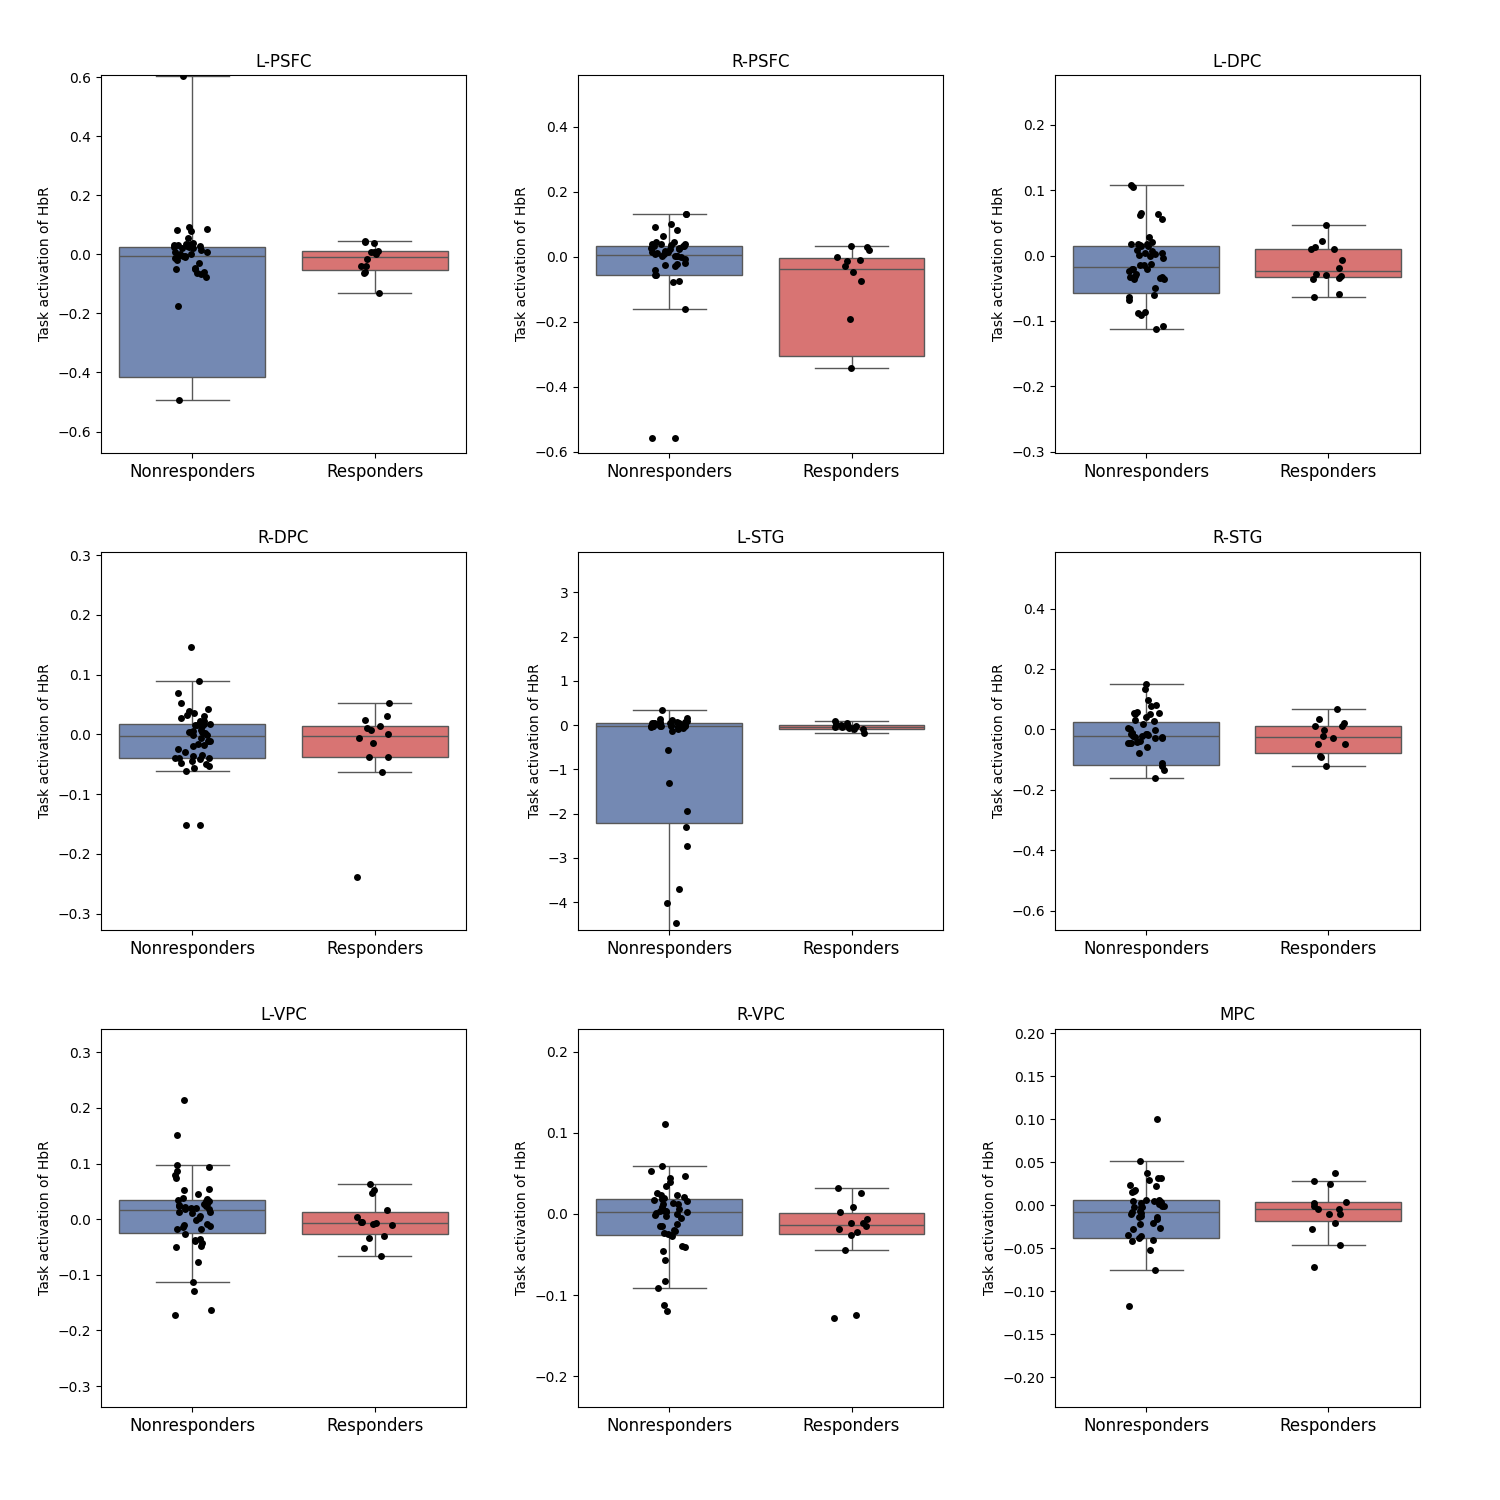 L-PSFC
Task activation of HbR
0.6
0.4
0.2
0.0
−0.2
−0.4
−0.6
Nonresponders Responders
R-PSFC
Task activation of HbR
0.4
0.2
0.0
−0.2
−0.4
−0.6
Nonresponders Responders
L-DPC
Task activation of HbR
0.2
0.1
0.0
−0.1
−0.2
−0.3
Nonresponders Responders
R-DPC
Task activation of HbR
0.3
0.2
0.1
0.0
−0.1
−0.2
−0.3
Nonresponders Responders
L-STG
Task activation of HbR
3
2
1
0
−1
−2
−3
−4
Nonresponders Responders
R-STG
Task activation of HbR
0.4
0.2
0.0
−0.2
−0.4
−0.6
Nonresponders Responders
L-VPC
Task activation of HbR
0.3
0.2
0.1
0.0
−0.1
−0.2
−0.3
Nonresponders Responders
R-VPC
Task activation of HbR
0.2
0.1
0.0
−0.1
−0.2
Nonresponders Responders
MPC
Task activation of HbR
0.20
0.15
0.10
0.05
0.00
−0.05
−0.10
−0.15
−0.20
Nonresponders Responders